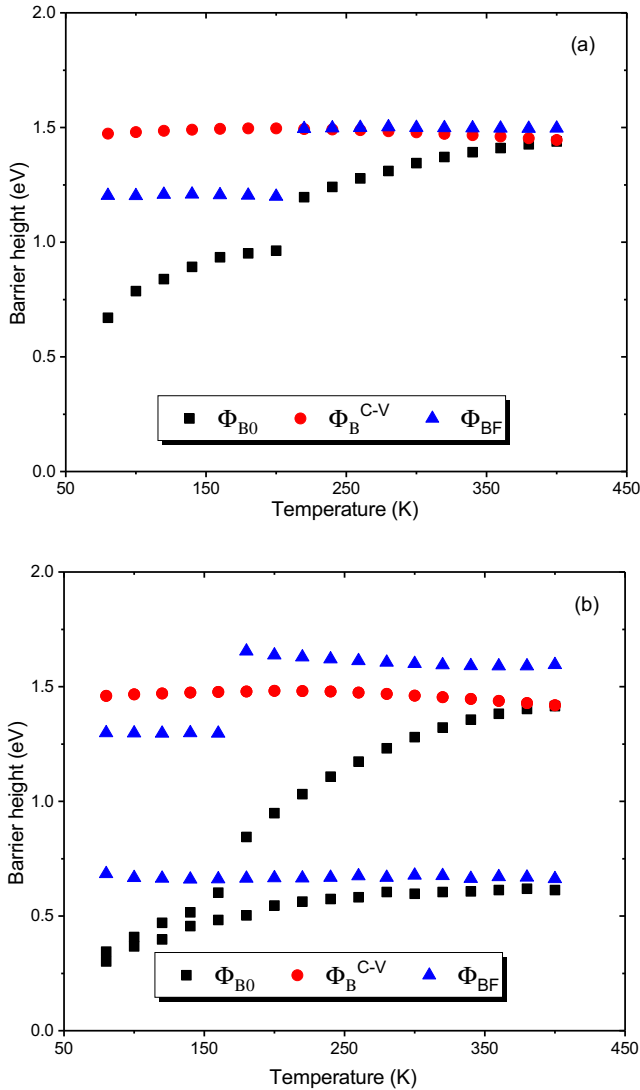 (a)
Barrier height (eV)
2.0
1.5
1.0
0.5
0.0
Φ_B0 Φ_B^C-V Φ_BF
50 150 250 350 450
Temperature (K)
(b)
Barrier height (eV)
2.0
1.5
1.0
0.5
0.0
Φ_B0 Φ_B^C-V Φ_BF
50 150 250 350 450
Temperature (K)